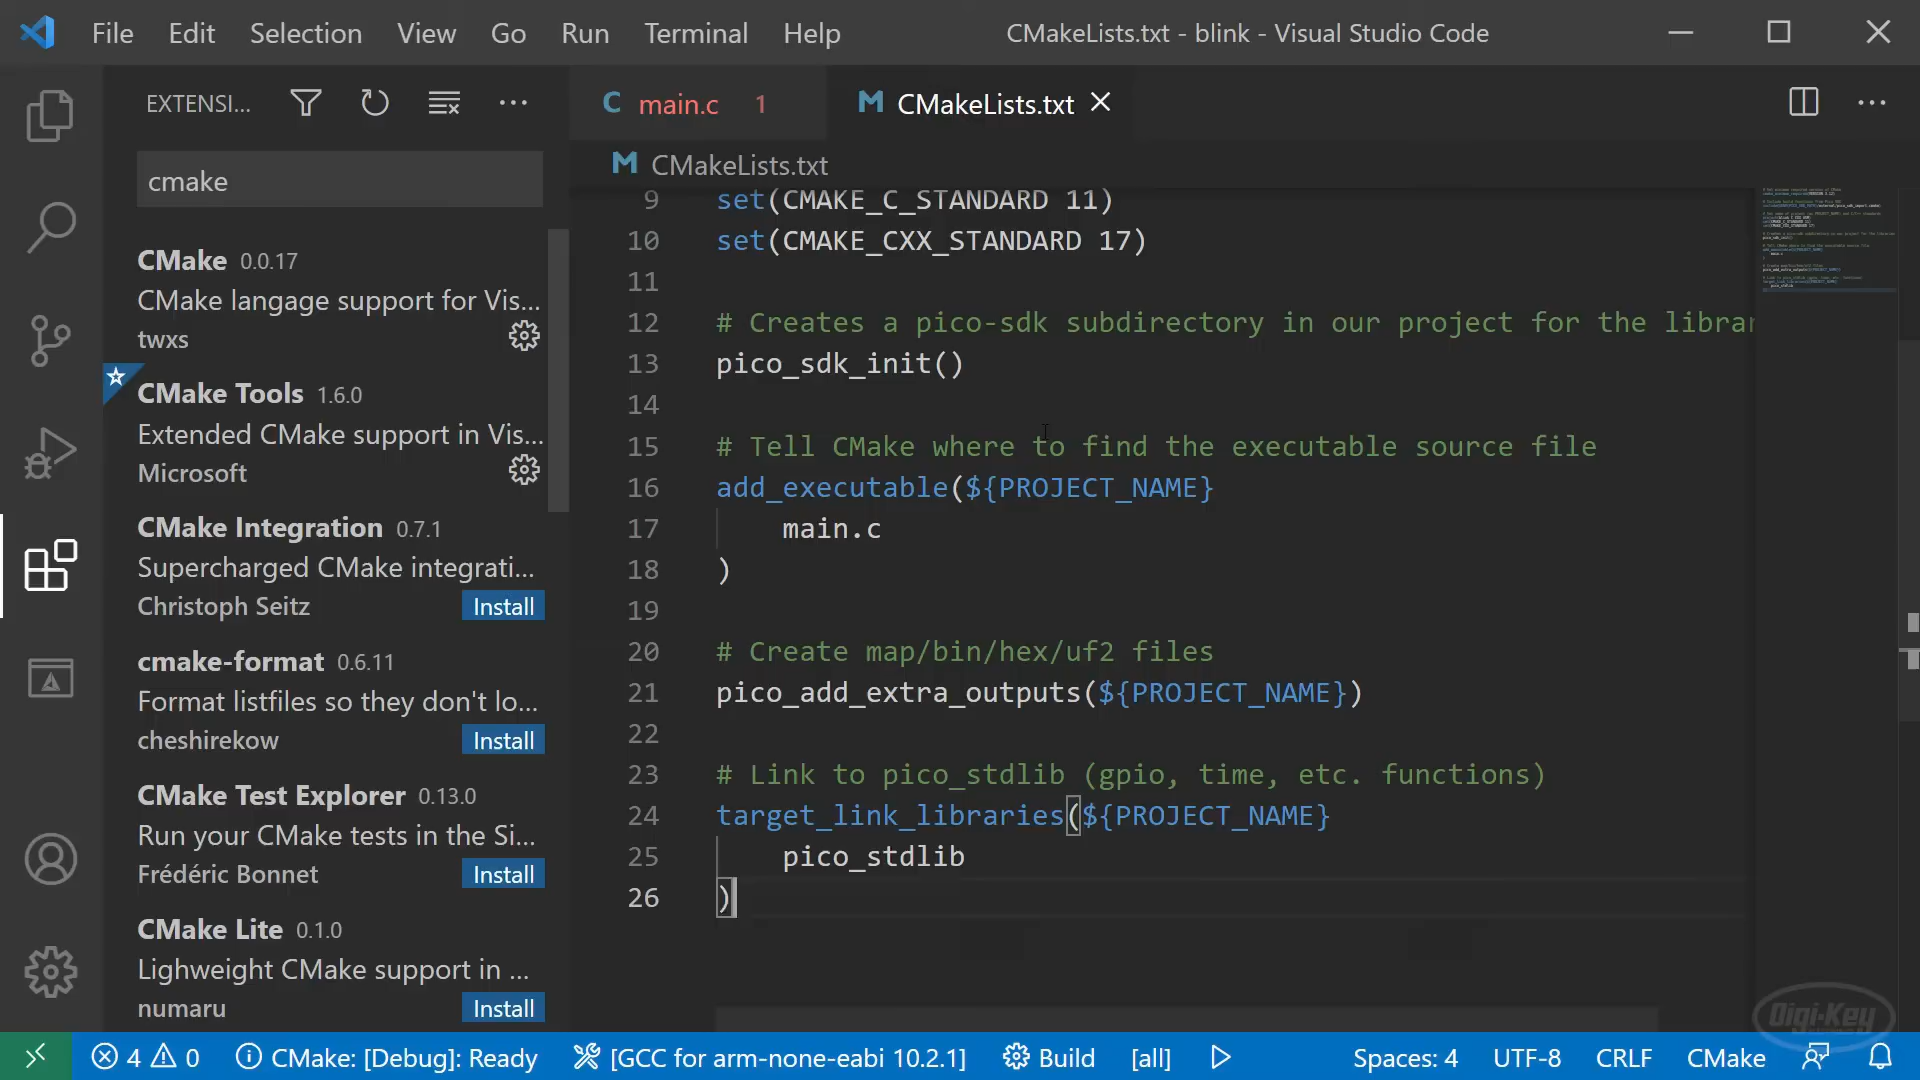 File Edit Selection View Go Run Terminal Help
CMakeLists.txt - blink - Visual Studio Code
EXTENSI...
C main.c 1
M CMakeLists.txt
cmake
M CMakeLists.txt
CMake 0.0.17
CMake langage support for Vis...
twxs
CMake Tools 1.6.0
Extended CMake support in Vis...
Microsoft
CMake Integration 0.7.1
Supercharged CMake integrati...
Christoph Seitz Install
cmake-format 0.6.11
Format listfiles so they don't lo...
cheshirekow Install
CMake Test Explorer 0.13.0
Run your CMake tests in the Si...
Frédéric Bonnet Install
CMake Lite 0.1.0
Lighweight CMake support in ...
numaru Install
9 set(CMAKE_C_STANDARD 11)
10 set(CMAKE_CXX_STANDARD 17)
11
12 # Creates a pico-sdk subdirectory in our project for the librar
13 pico_sdk_init()
14
15 # Tell CMake where to find the executable source file
16 add_executable(${PROJECT_NAME}
17 main.c
18 )
19
20 # Create map/bin/hex/uf2 files
21 pico_add_extra_outputs(${PROJECT_NAME})
22
23 # Link to pico_stdlib (gpio, time, etc. functions)
24 target_link_libraries(${PROJECT_NAME}
25 pico_stdlib
26 )
Digi-Key
4 0 CMake: [Debug]: Ready [GCC for arm-none-eabi 10.2.1] Build [all] Spaces: 4 UTF-8 CRLF CMake